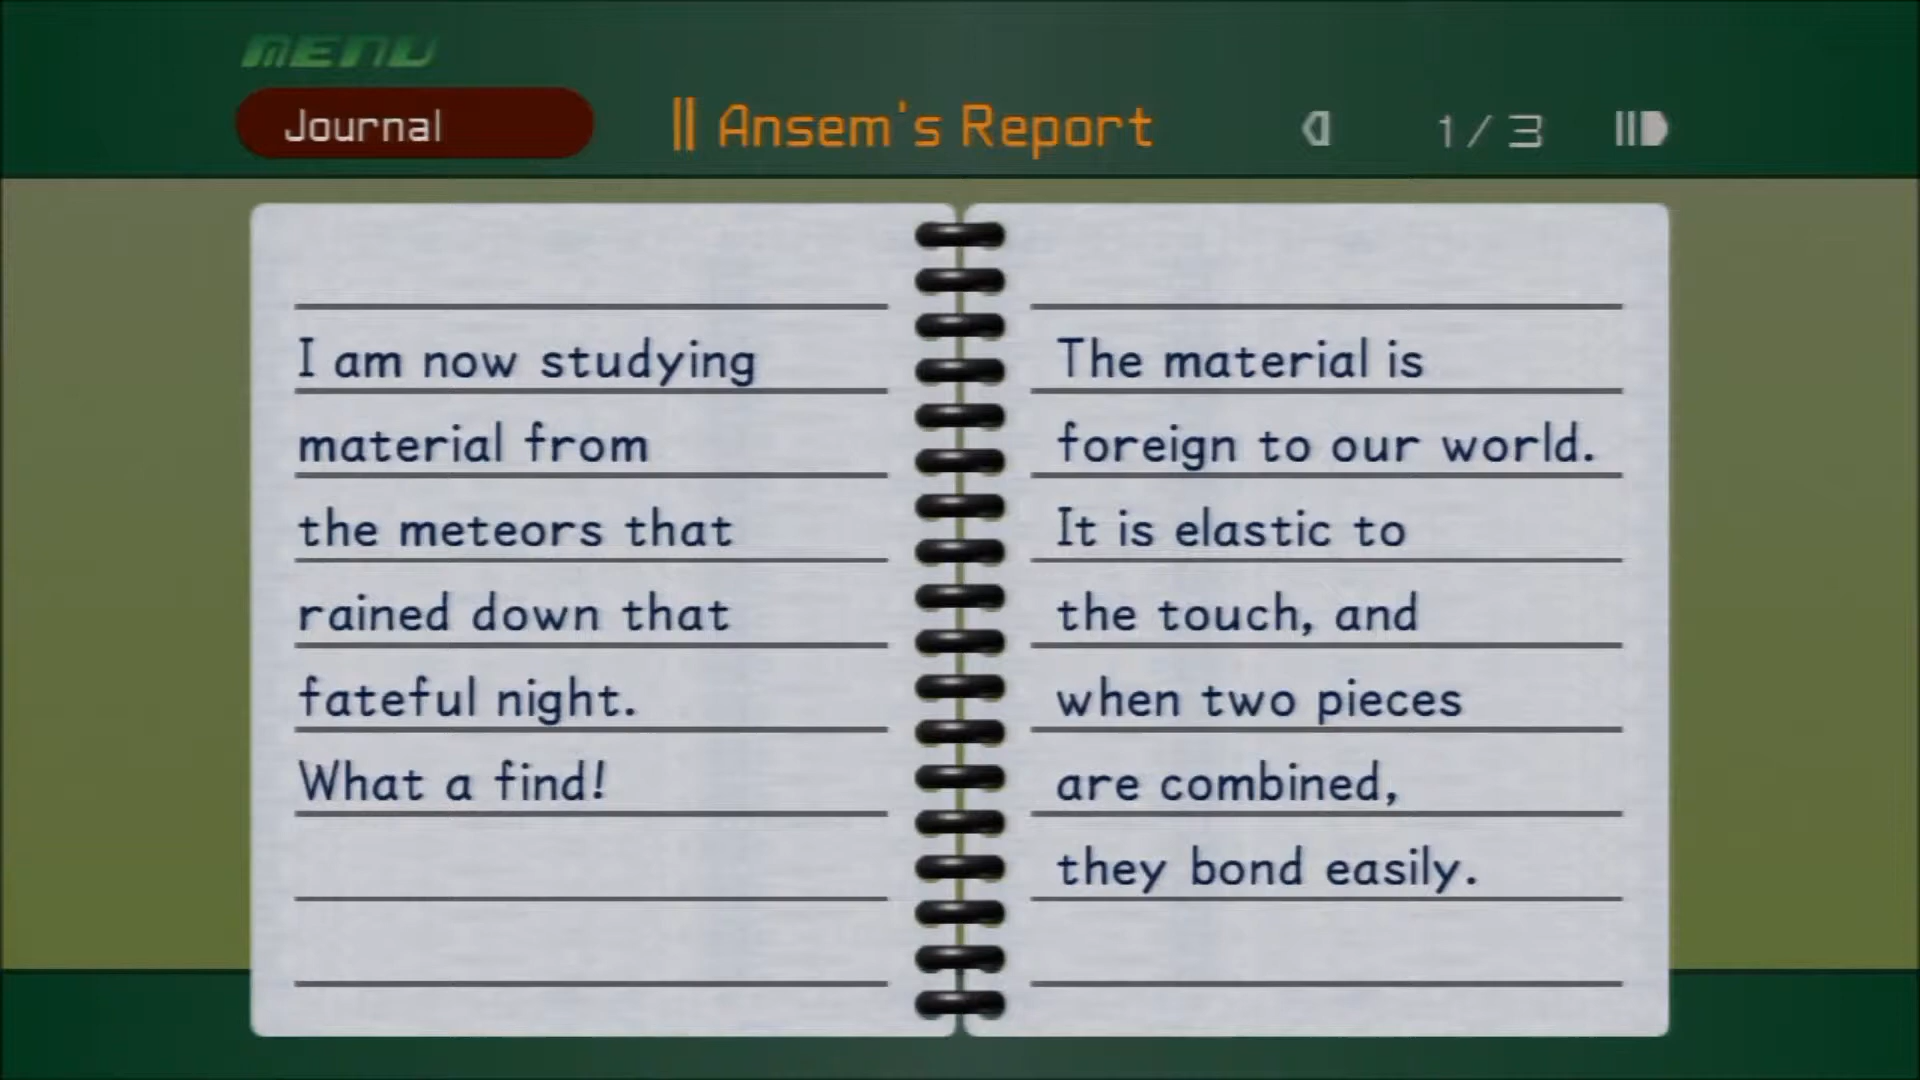 MENU
Journal
Ansem's Report
1/3
I am now studying
material from
the meteors that
rained down that
fateful night.
What a find!
The material is
foreign to our world.
It is elastic to
the touch, and
when two pieces
are combined,
they bond easily.